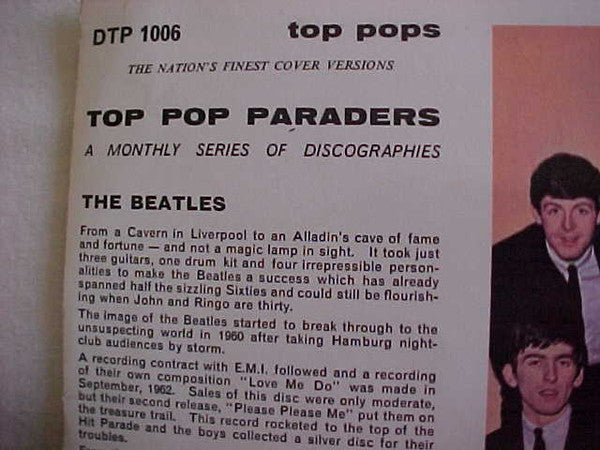 DTP 1006 top pops
THE NATION'S FINEST COVER VERSIONS
TOP POP PARADERS
A MONTHLY SERIES OF DISCOGRAPHIES
THE BEATLES
From a Cavern in Liverpool to an Alladin's cave of fame
and fortune — and not a magic lamp in sight. It took just
three guitars, one drum kit and four irrepressible person-
alities to make the Beatles a success which has already
spanned half the sizzling Sixties and could still be flourish-
ing when John and Ringo are thirty.
The image of the Beatles started to break through to the
unsuspecting world in 1960 after taking Hamburg night-
club audiences by storm.
A recording contract with E.M.I. followed and a recording
of their own composition "Love Me Do" was made in
September, 1962. Sales of this disc were only moderate,
but their second release, "Please Please Me" put them on
the treasure trail. This record rocketed to the top of the
Hit Parade and the boys collected a silver disc for their
troubles.